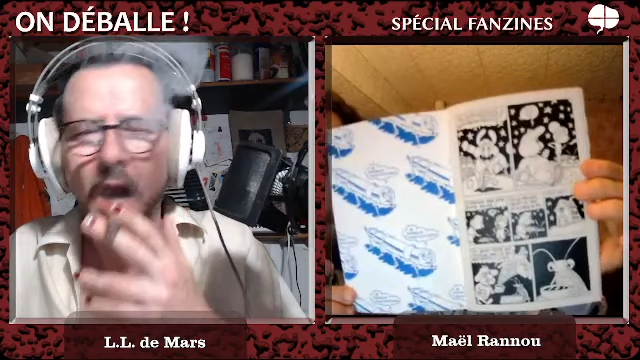 ON DÉBALLE !
SPÉCIAL FANZINES
L.L. de Mars
Maël Rannou